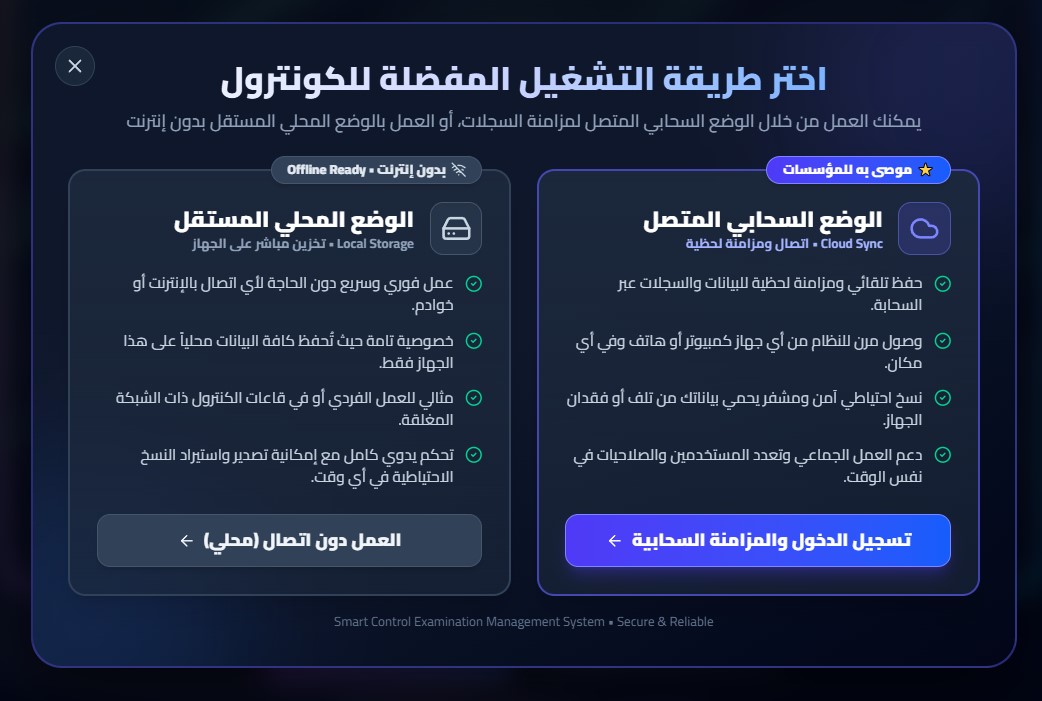 اختر طريقة التشغيل المفضلة للكونترول
يمكنك العمل من خلال الوضع السحابي المتصل لمزامنة السجلات، أو العمل بالوضع المحلي المستقل بدون إنترنت
موصى به للمؤسسات
الوضع السحابي المتصل
Cloud Sync • اتصال ومزامنة لحظية
حفظ تلقائي ومزامنة لحظية للبيانات والسجلات عبر
السحابة.
وصول مرن للنظام من أي جهاز كمبيوتر أو هاتف وفي أي
مكان.
نسخ احتياطي آمن ومشفر يحمي بياناتك من تلف أو فقدان
الجهاز.
دعم العمل الجماعي وتعدد المستخدمين والصلاحيات في
نفس الوقت.
تسجيل الدخول والمزامنة السحابية ←
بدون إنترنت • Offline Ready
الوضع المحلي المستقل
Local Storage • تخزين مباشر على الجهاز
عمل فوري وسريع دون الحاجة لأي اتصال بالإنترنت أو
خوادم.
خصوصية تامة حيث تُحفظ كافة البيانات محلياً على هذا
الجهاز فقط.
مثالي للعمل الفردي أو في قاعات الكنترول ذات الشبكة
المغلقة.
تحكم يدوي كامل مع إمكانية تصدير واستيراد النسخ
الاحتياطية في أي وقت.
العمل دون اتصال (محلي) ←
Smart Control Examination Management System • Secure & Reliable